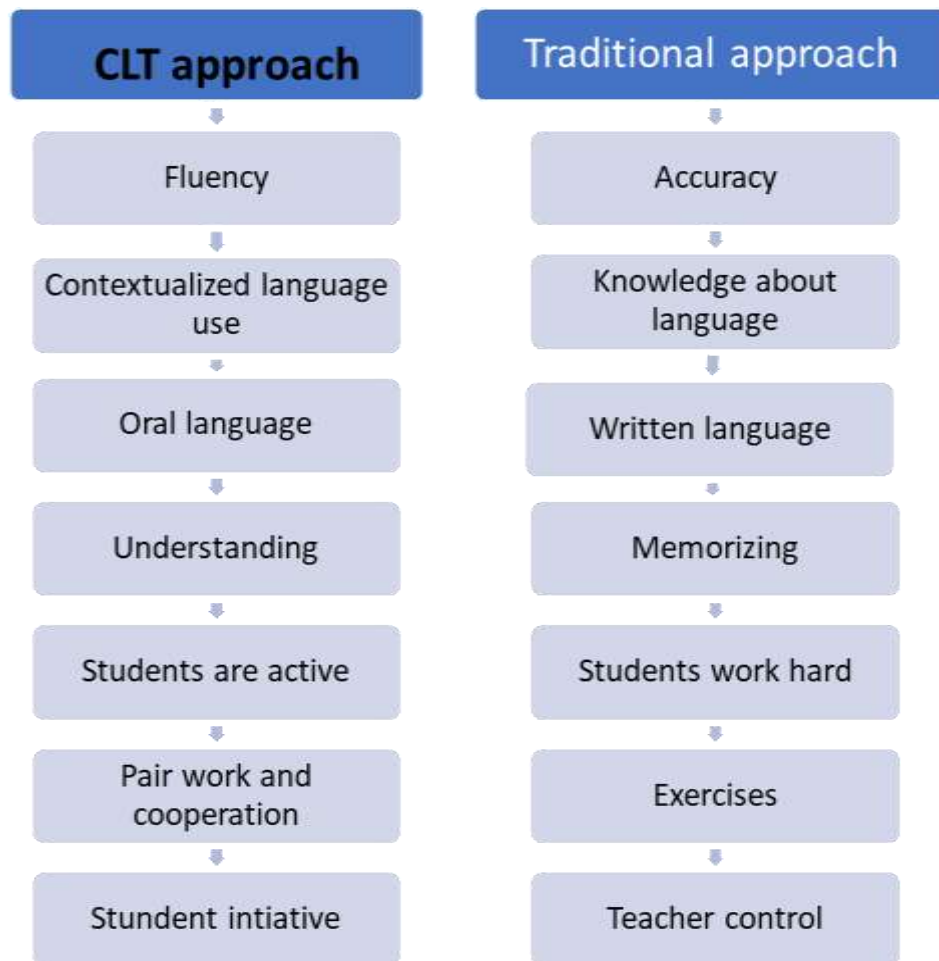 CLT approach
Fluency
Contextualized language
use
Oral language
Understanding
Students are active
Pair work and
cooperation
Stundent intiative
Traditional approach
Accuracy
Knowledge about
language
Written language
Memorizing
Students work hard
Exercises
Teacher control